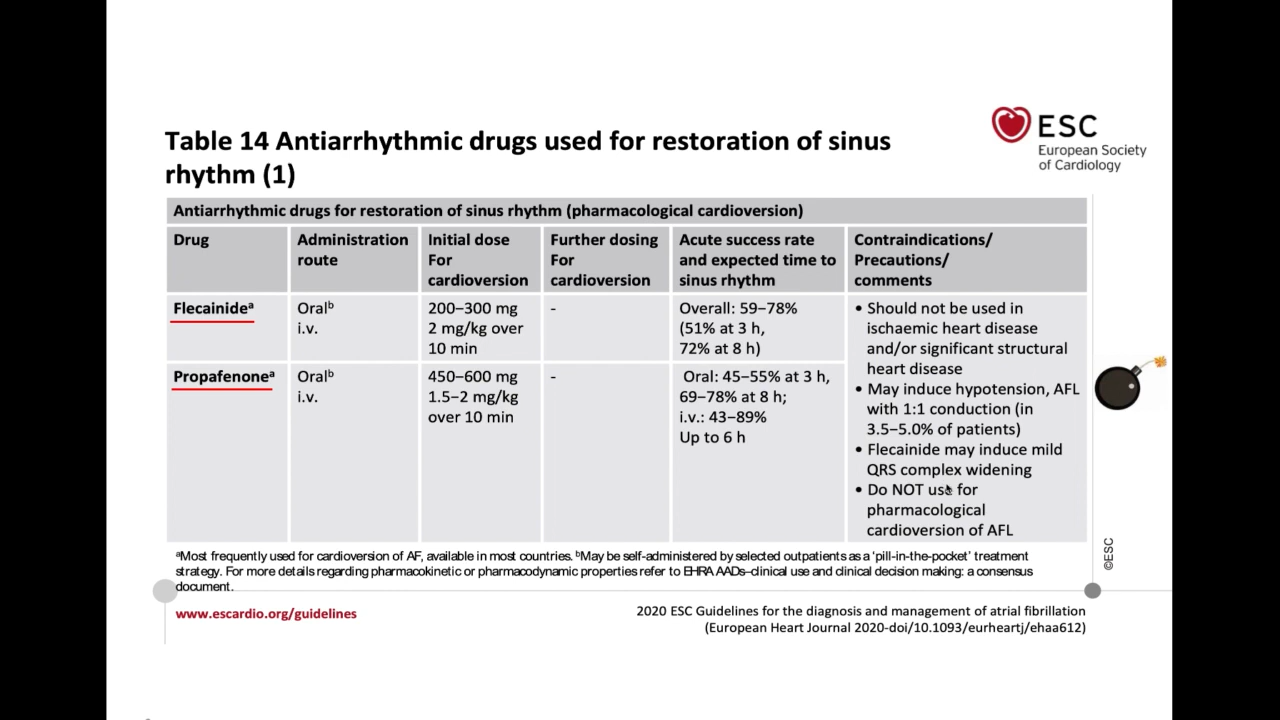 Table 14 Antiarrhythmic drugs used for restoration of sinus
rhythm (1)
ESC
European Society
of Cardiology
Antiarrhythmic drugs for restoration of sinus rhythm (pharmacological cardioversion)
Drug
Administration
route
Initial dose
For
cardioversion
Further dosing
For
cardioversion
Acute success rate
and expected time to
sinus rhythm
Contraindications/
Precautions/
comments
Flecainideᵃ
Oralᵇ
i.v.
200–300 mg
2 mg/kg over
10 min
-
Overall: 59–78%
(51% at 3 h,
72% at 8 h)
Propafenoneᵃ
Oralᵇ
i.v.
450–600 mg
1.5–2 mg/kg
over 10 min
-
Oral: 45–55% at 3 h,
69–78% at 8 h;
i.v.: 43–89%
Up to 6 h
• Should not be used in
ischaemic heart disease
and/or significant structural
heart disease
• May induce hypotension, AFL
with 1:1 conduction (in
3.5–5.0% of patients)
• Flecainide may induce mild
QRS complex widening
• Do NOT use for
pharmacological
cardioversion of AFL
ᵃMost frequently used for cardioversion of AF, available in most countries. ᵇMay be self-administered by selected outpatients as a ‘pill-in-the-pocket’ treatment
strategy. For more details regarding pharmacokinetic or pharmacodynamic properties refer to EHRA AADs–clinical use and clinical decision making: a consensus
document.
©ESC
www.escardio.org/guidelines
2020 ESC Guidelines for the diagnosis and management of atrial fibrillation
(European Heart Journal 2020-doi/10.1093/eurheartj/ehaa612)